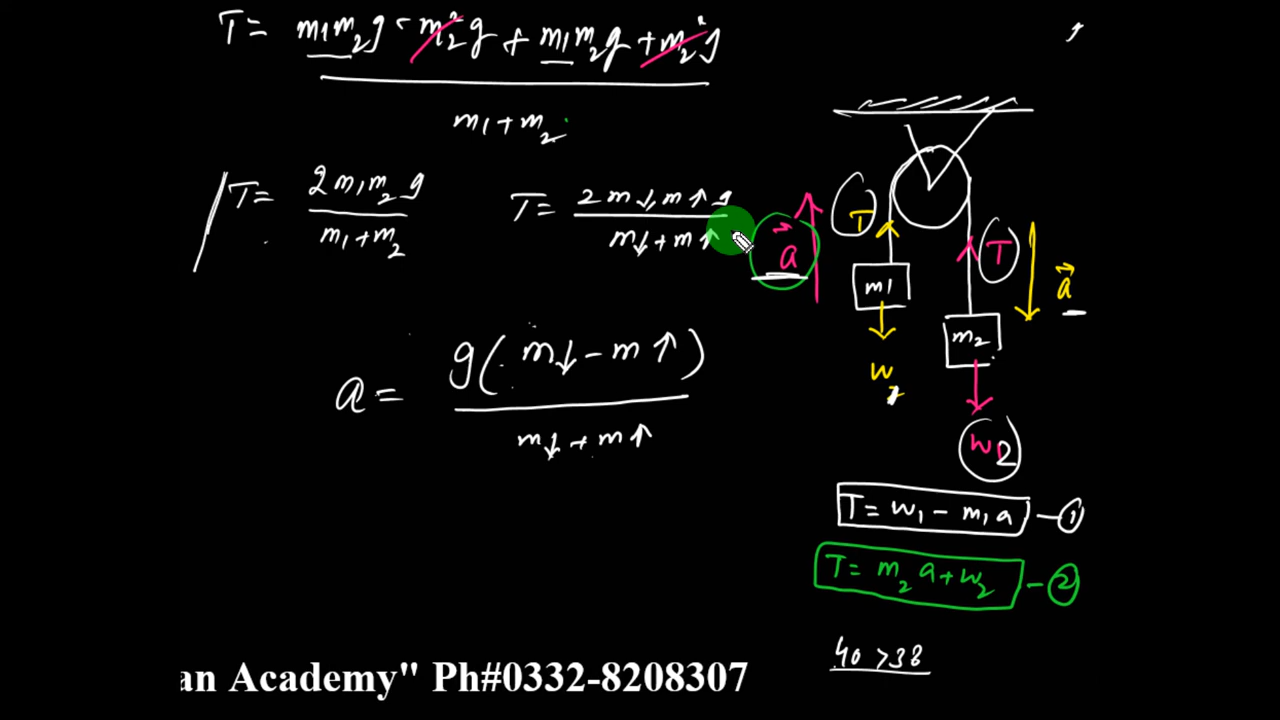 T = m1m2g - m2²g + m1m2g + m2²g
m1 + m2
T = 2m1m2g
m1 + m2
T = 2m↓m↑g
m↓ + m↑
a = g(m↓ - m↑)
m↓ + m↑
T
T
a
a
m1
m2
w
w2
T = w1 - m1a - 1
T = m2a + w2 - 2
40 > 38
an Academy" Ph#0332-8208307